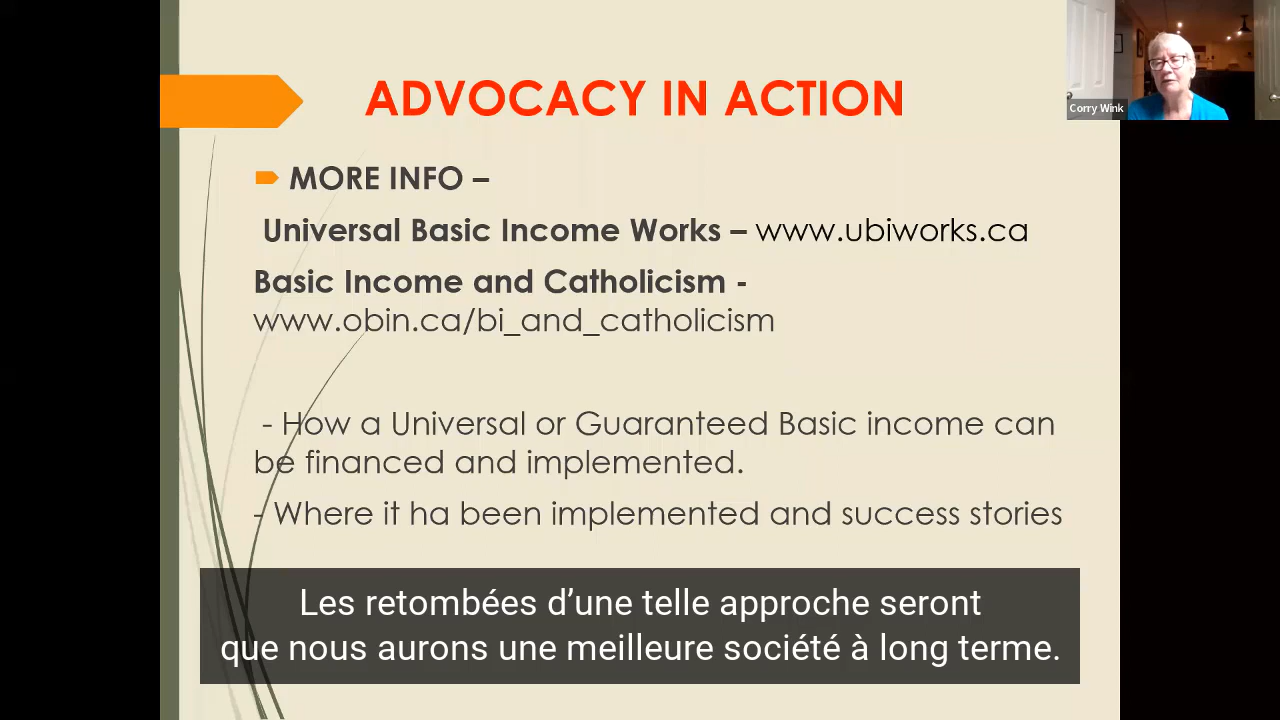 ADVOCACY IN ACTION
Corry Wink
MORE INFO –
Universal Basic Income Works – www.ubiworks.ca
Basic Income and Catholicism -
www.obin.ca/bi_and_catholicism
- How a Universal or Guaranteed Basic income can
be financed and implemented.
- Where it ha been implemented and success stories
Les retombées d’une telle approche seront
que nous aurons une meilleure société à long terme.